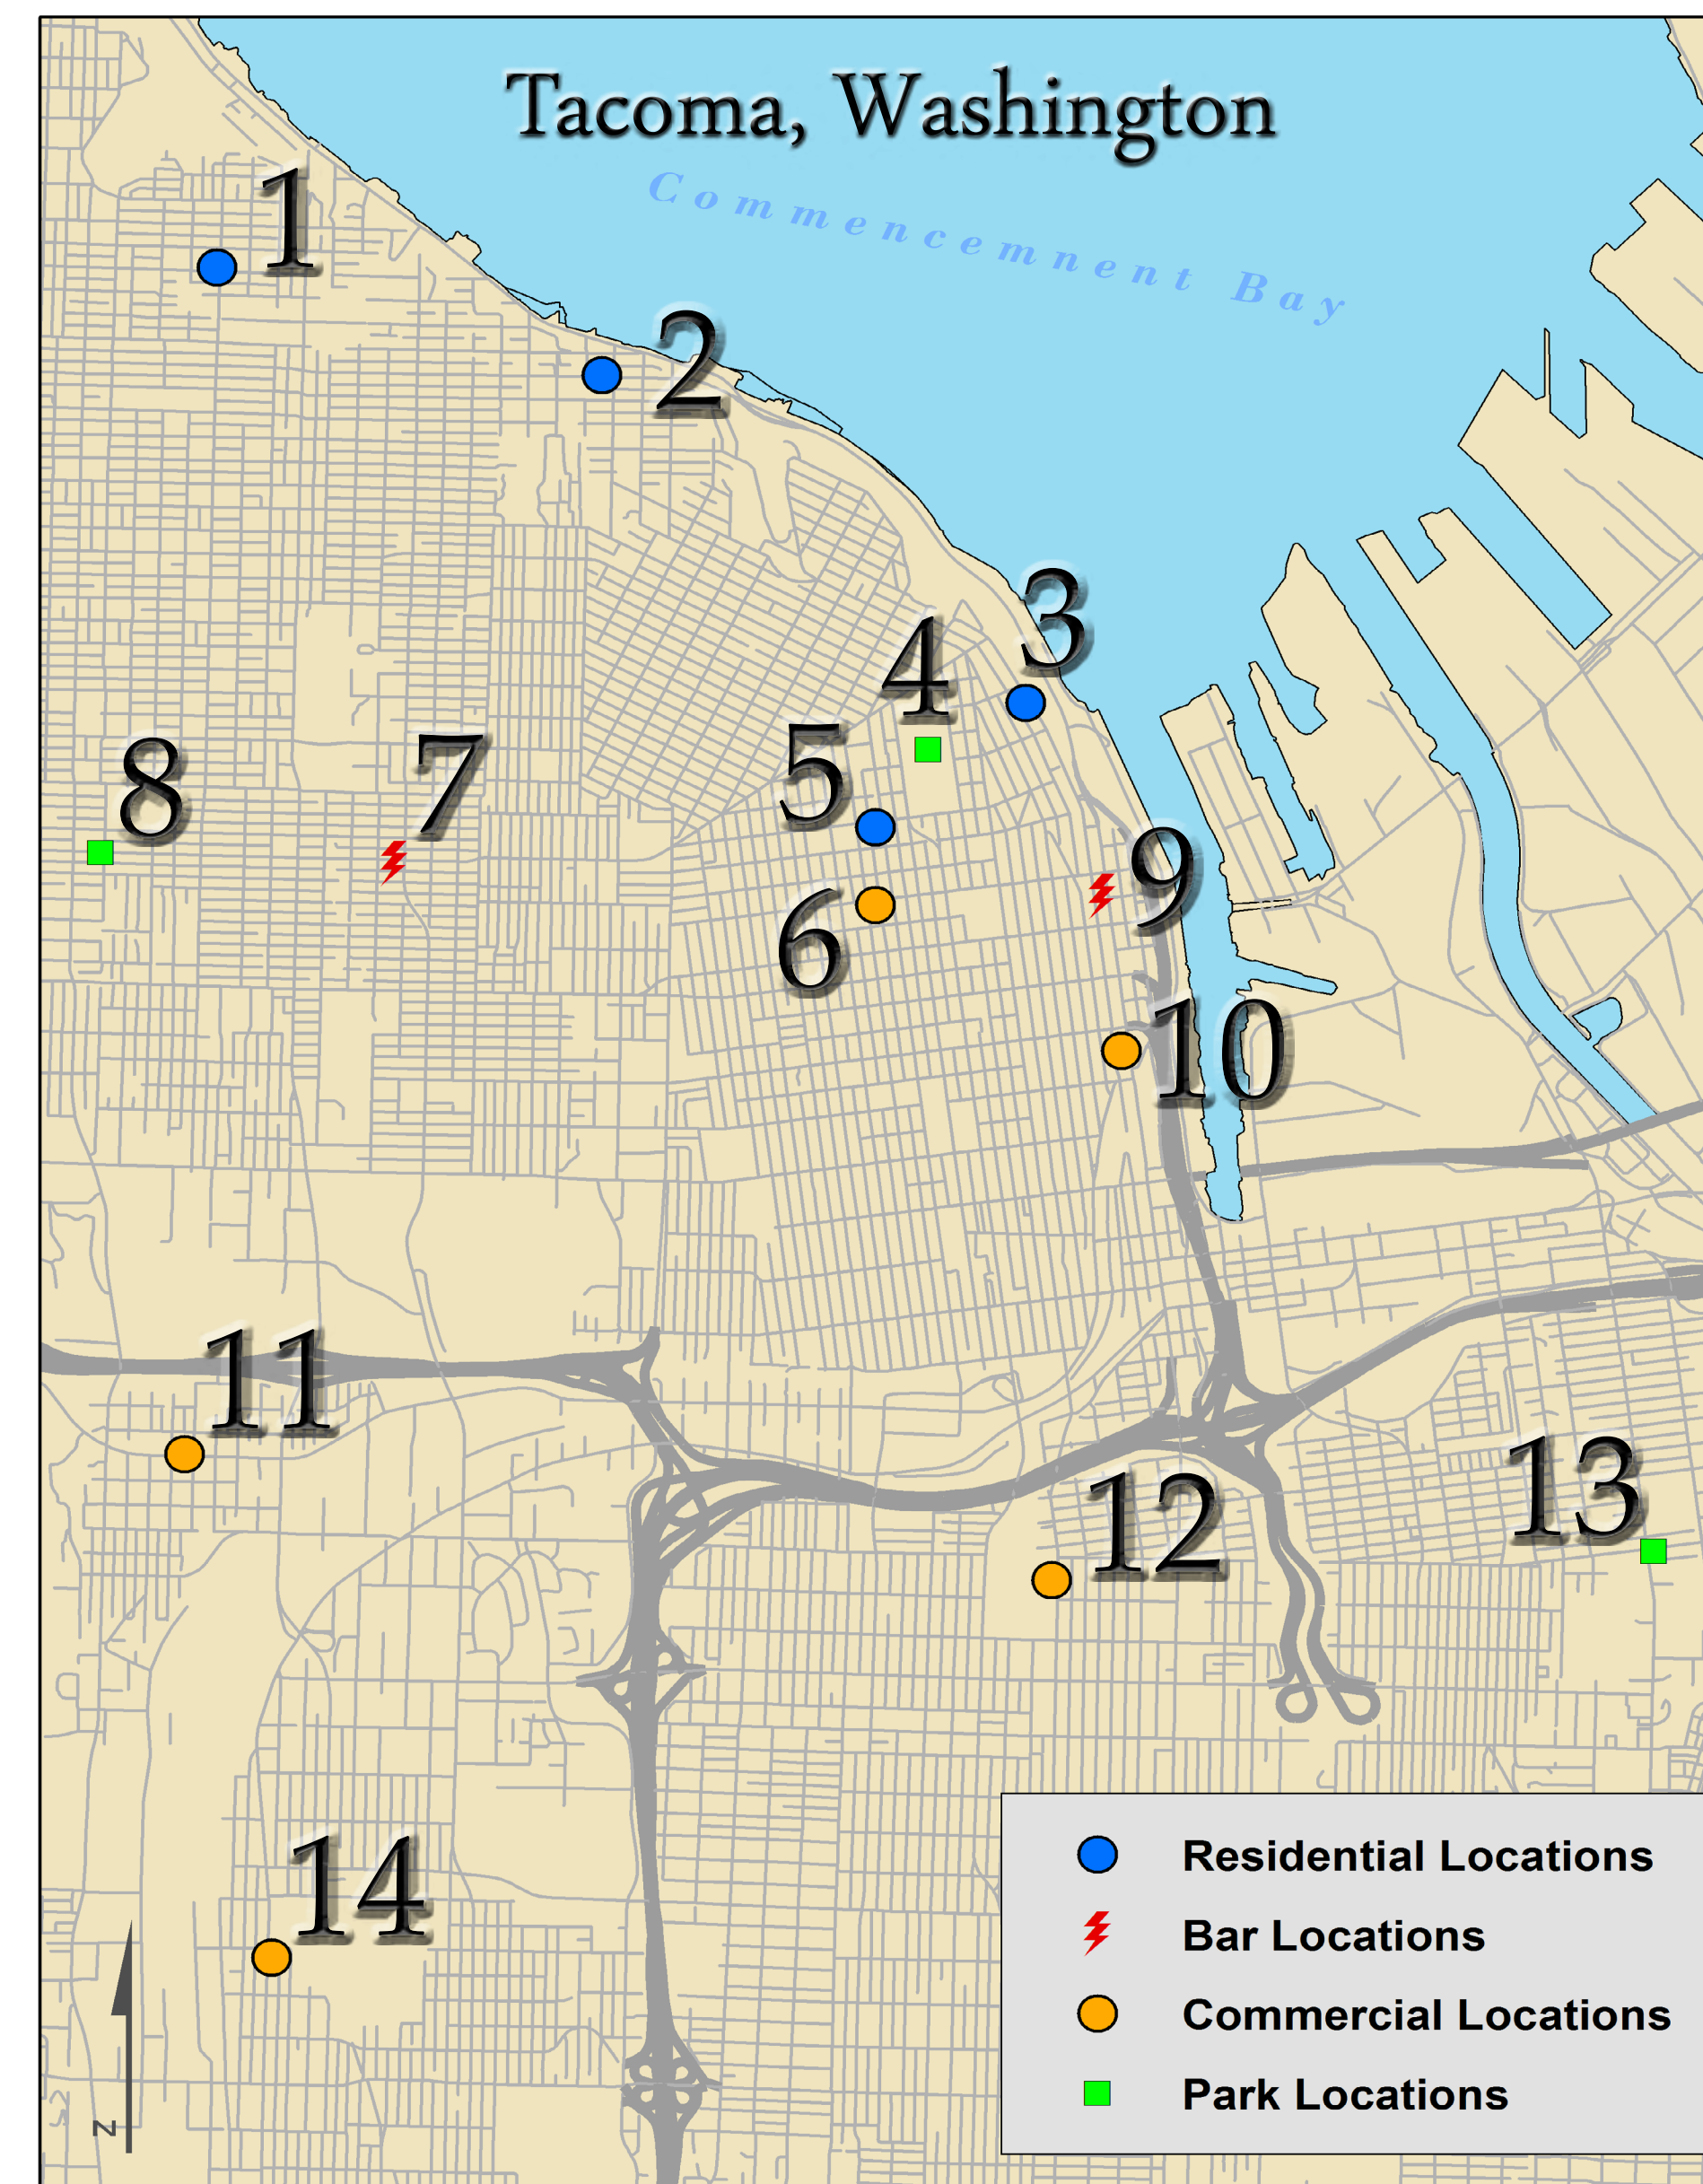 Tacoma, Washington
Commencemnent Bay
1
2
3
4
5
6
7
8
9
10
11
12
13
14
Residential Locations
Bar Locations
Commercial Locations
Park Locations
N